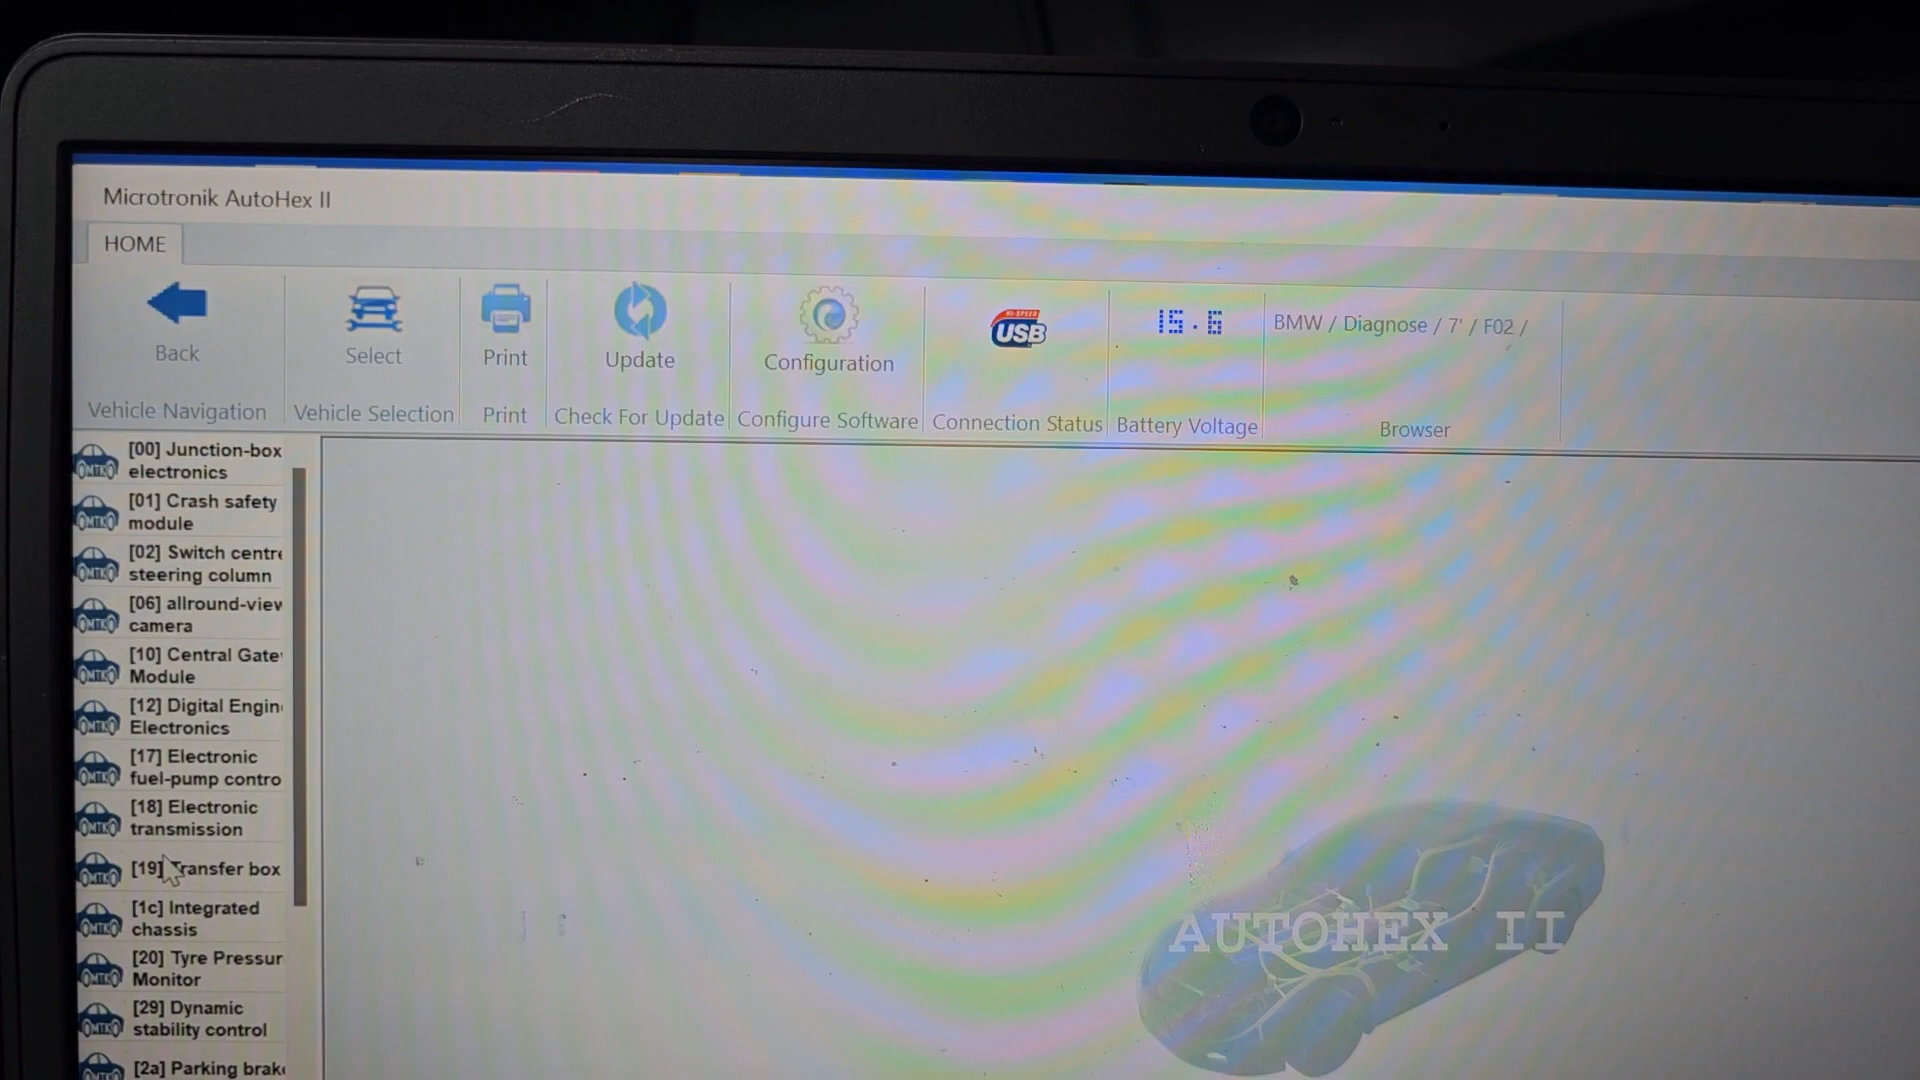 Microtronik AutoHex II
HOME
Back
Select
Print
Update
Configuration
HI-SPEED
USB
15.6
BMW / Diagnose / 7' / F02 /
Vehicle Navigation
Vehicle Selection
Print
Check For Update
Configure Software
Connection Status
Battery Voltage
Browser
[00] Junction-box
electronics
[01] Crash safety
module
[02] Switch centre
steering column
[06] allround-view
camera
[10] Central Gate
Module
[12] Digital Engin
Electronics
[17] Electronic
fuel-pump contro
[18] Electronic
transmission
[19] Transfer box
[1c] Integrated
chassis
[20] Tyre Pressur
Monitor
[29] Dynamic
stability control
[2a] Parking brake
AUTOHEX II